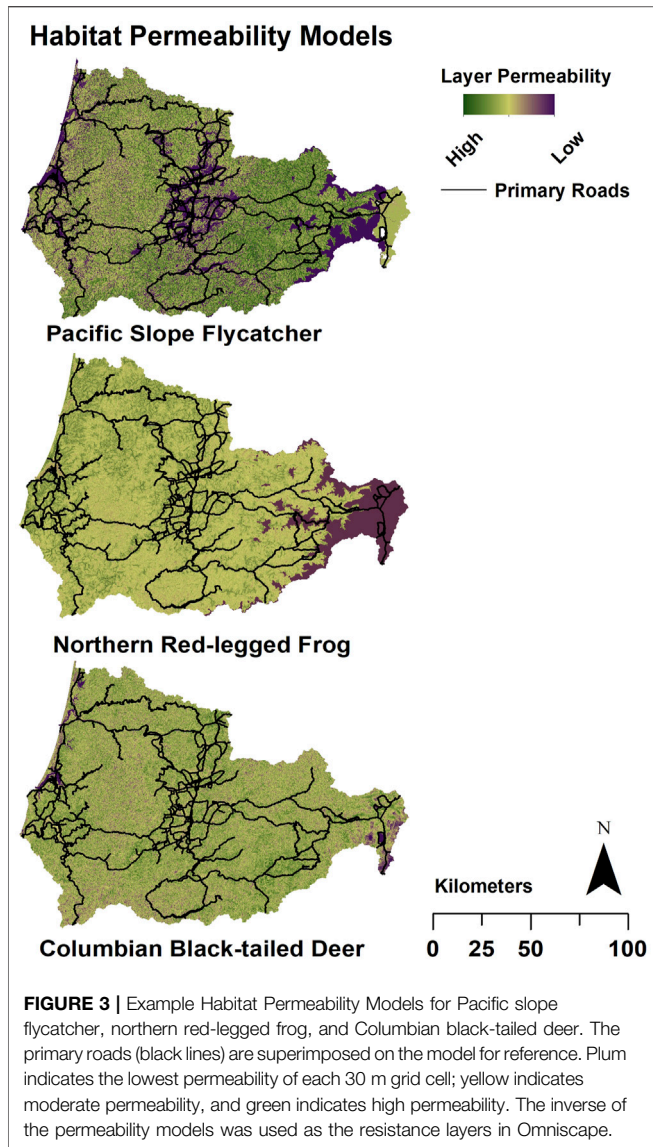 Habitat Permeability Models
Layer Permeability
High
Low
Primary Roads
Pacific Slope Flycatcher
Northern Red-legged Frog
N
Kilometers
Columbian Black-tailed Deer
0 25 50 100
FIGURE 3 | Example Habitat Permeability Models for Pacific slope
flycatcher, northern red-legged frog, and Columbian black-tailed deer. The
primary roads (black lines) are superimposed on the model for reference. Plum
indicates the lowest permeability of each 30 m grid cell; yellow indicates
moderate permeability, and green indicates high permeability. The inverse of
the permeability models was used as the resistance layers in Omniscape.